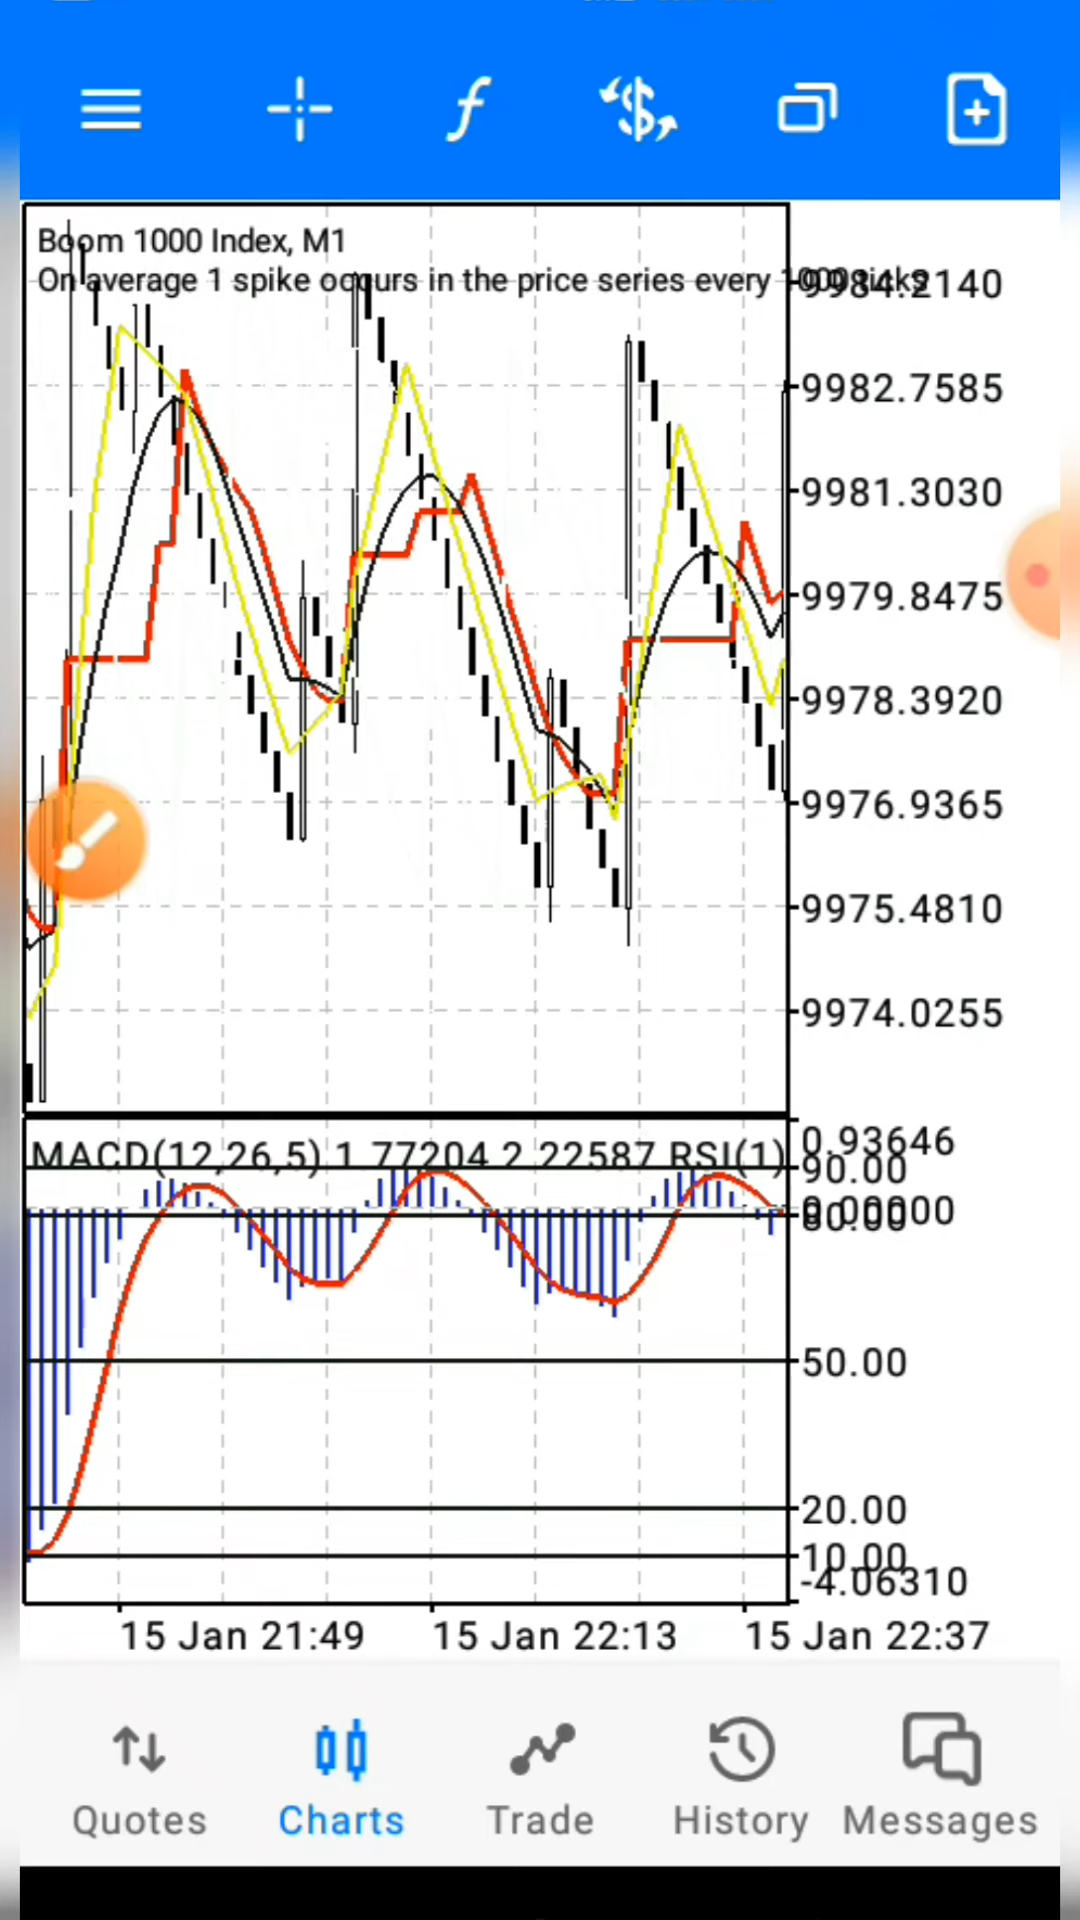 Boom 1000 Index, M1
On average 1 spike occurs in the price series every 1000 ticks
9984.2140
9982.7585
9981.3030
9979.8475
9978.3920
9976.9365
9975.4810
9974.0255
MACD(12,26,5) 1.77204 2.22587 RSI(1)
0.93646
90.00
0.00000
80.00
50.00
20.00
10.00
-4.06310
15 Jan 21:49
15 Jan 22:13
15 Jan 22:37
Quotes
Charts
Trade
History
Messages